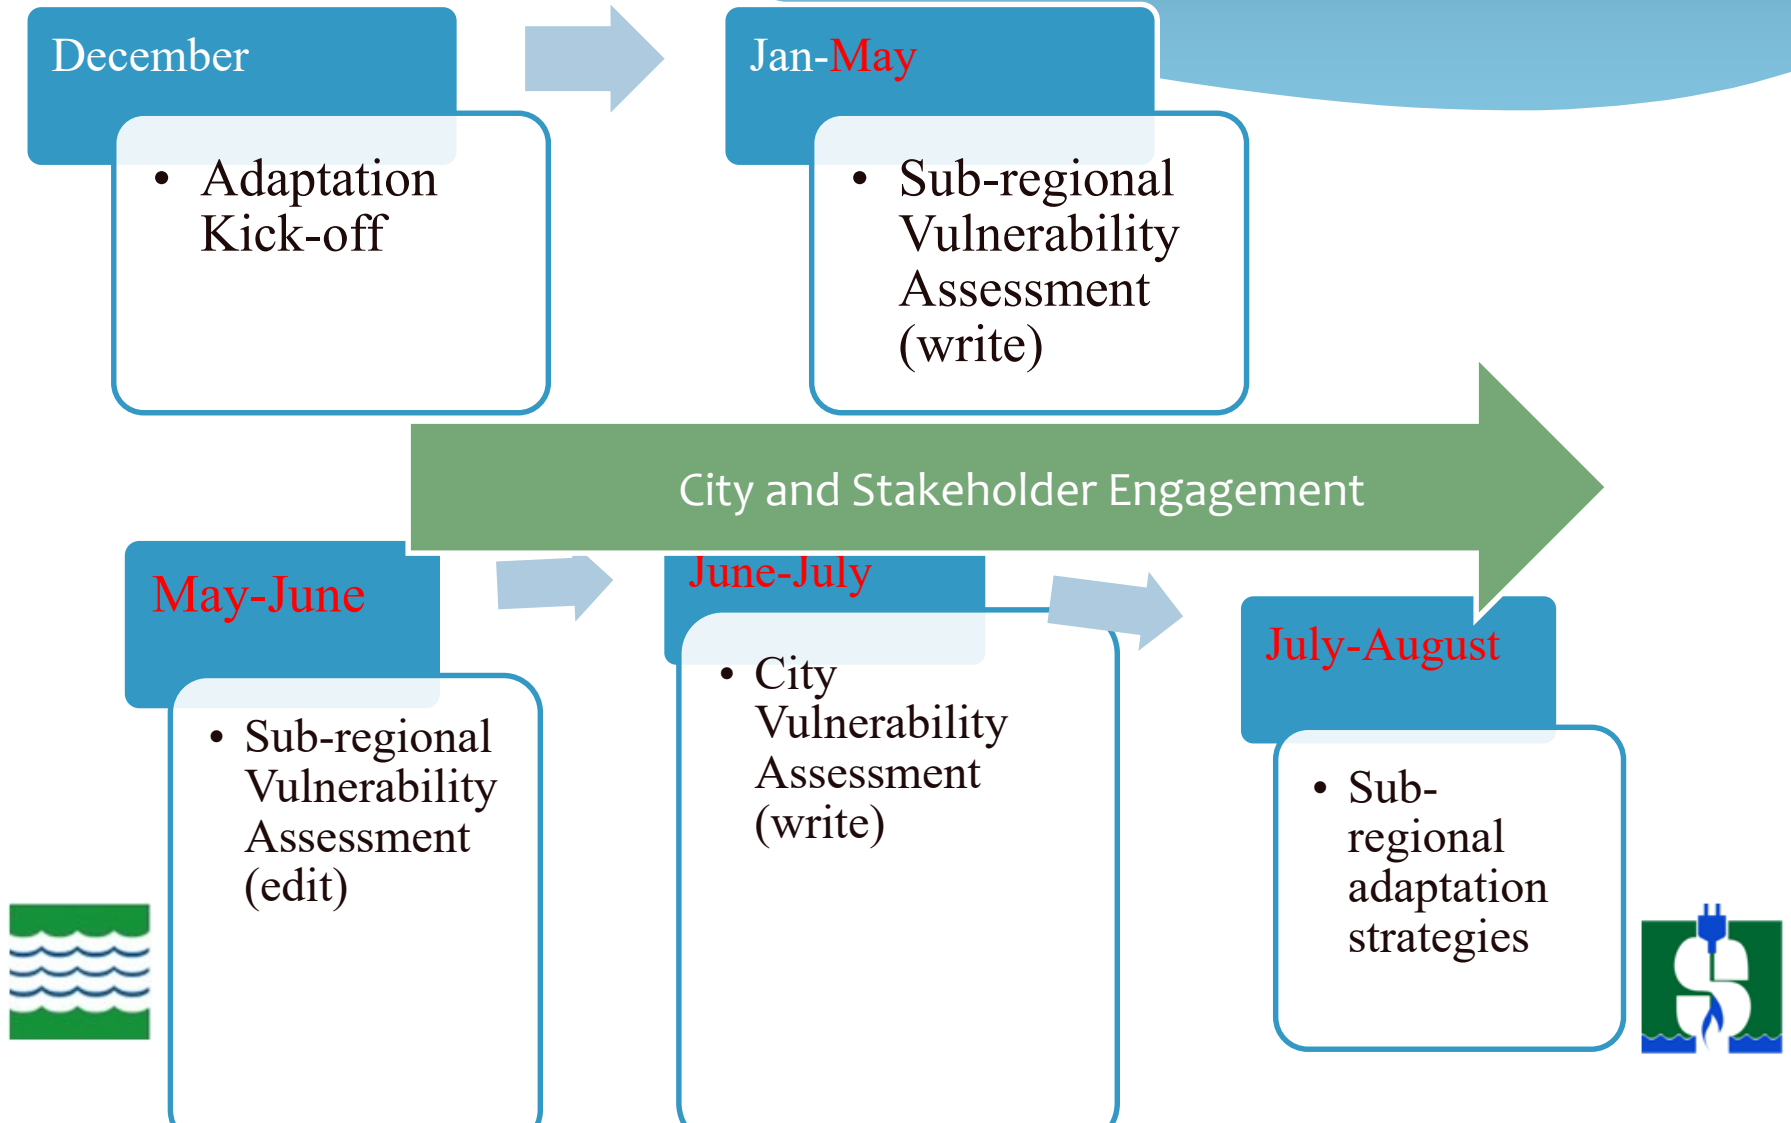 December
• Adaptation
Kick-off
Jan-May
• Sub-regional
Vulnerability
Assessment
(write)
City and Stakeholder Engagement
May-June
• Sub-regional
Vulnerability
Assessment
(edit)
June-July
• City
Vulnerability
Assessment
(write)
July-August
• Sub-
regional
adaptation
strategies